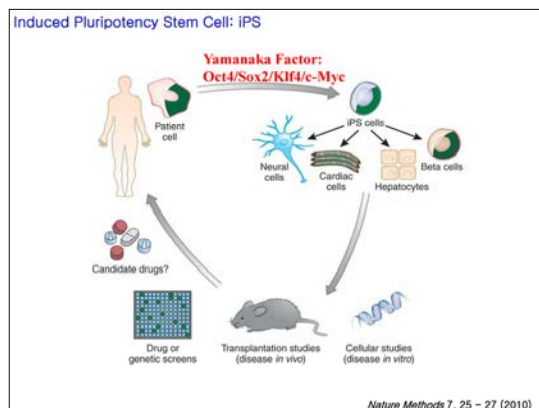 Induced Pluripotency Stem Cell: iPS
Yamanaka Factor:
Oct4/Sox2/Klf4/c-Myc
Patient
cell
iPS cells
Neural
cells
Cardiac
cells
Hepatocytes
Beta cells
Candidate drugs?
Drug or
genetic screens
Transplantation studies
(disease in vivo)
Cellular studies
(disease in vitro)
Nature Methods 7, 25 - 27 (2010)